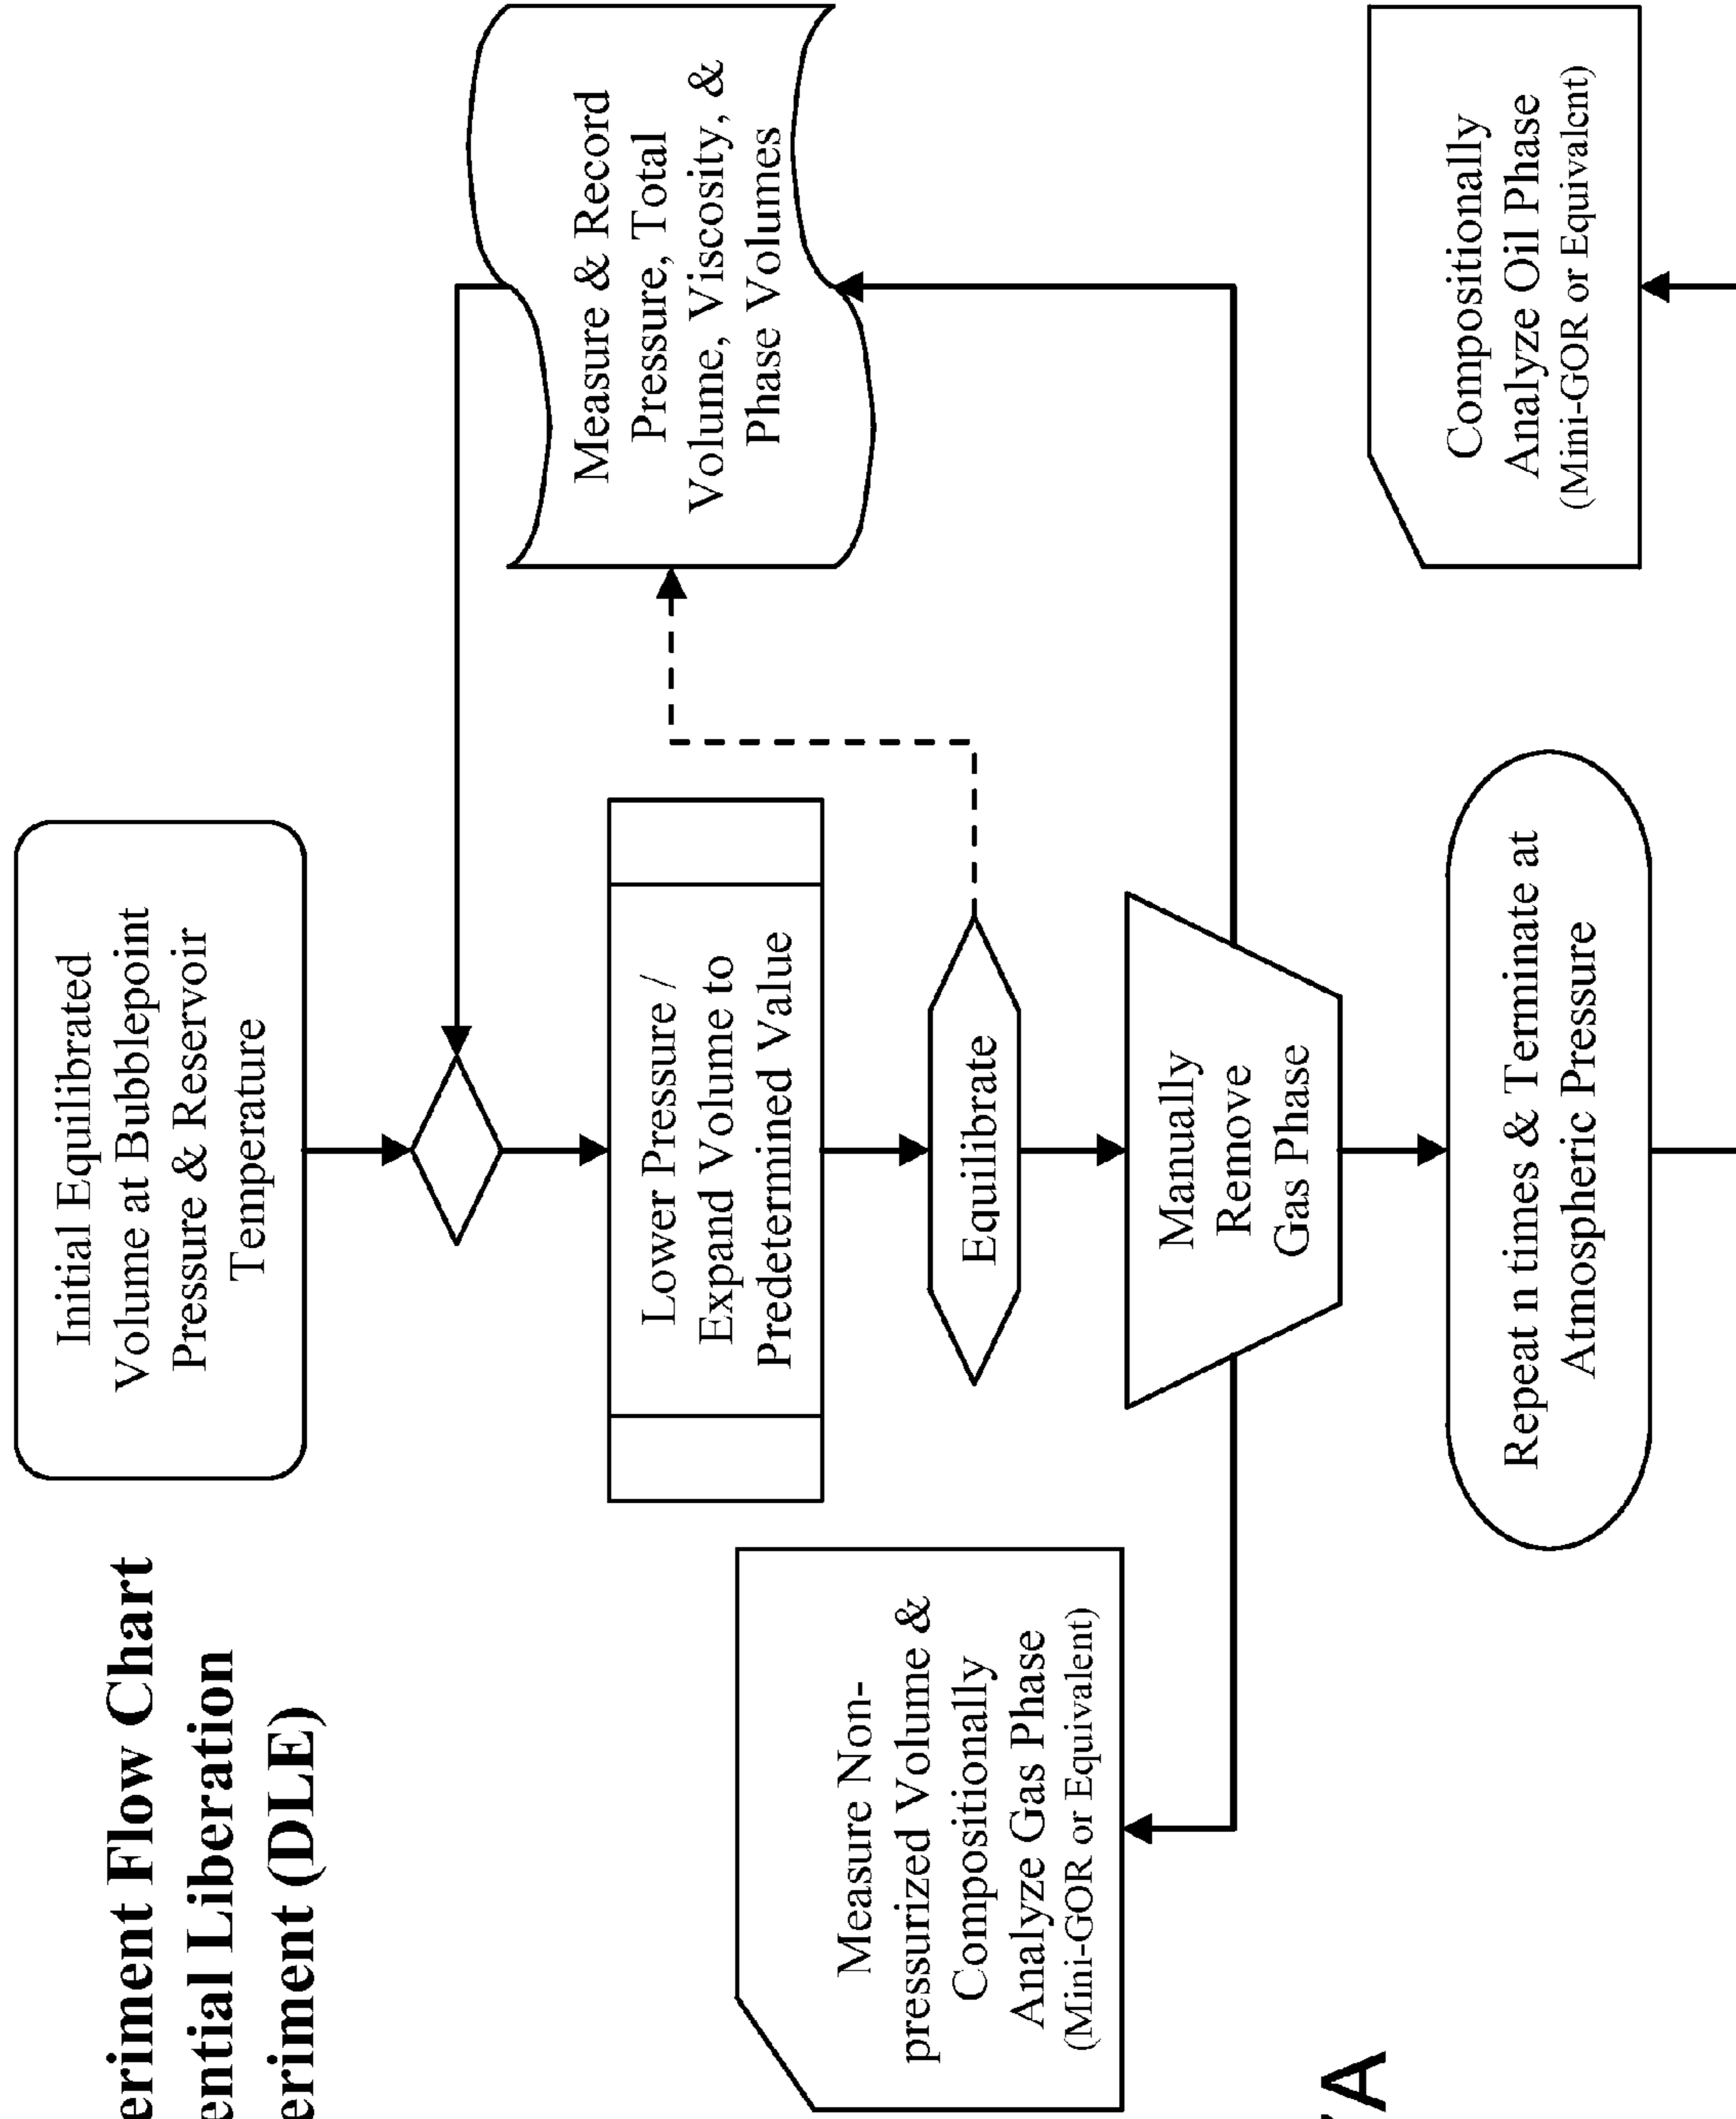 eriment Flow Chart
ential Liberation
eriment (DLE)
Initial Equilibrated
Volume at Bubblepoint
Pressure & Reservoir
Temperature
Lower Pressure /
Expand Volume to
Predetermined Value
Equilibrate
Manually
Remove
Gas Phase
Repeat n times & Terminate at
Atmospheric Pressure
Measure & Record
Pressure, Total
Volume, Viscosity, &
Phase Volumes
Measure Non-
pressurized Volume &
Compositionally
Analyze Gas Phase
(Mini-GOR or Equivalent)
Compositionally
Analyze Oil Phase
(Mini-GOR or Equivalent)
A